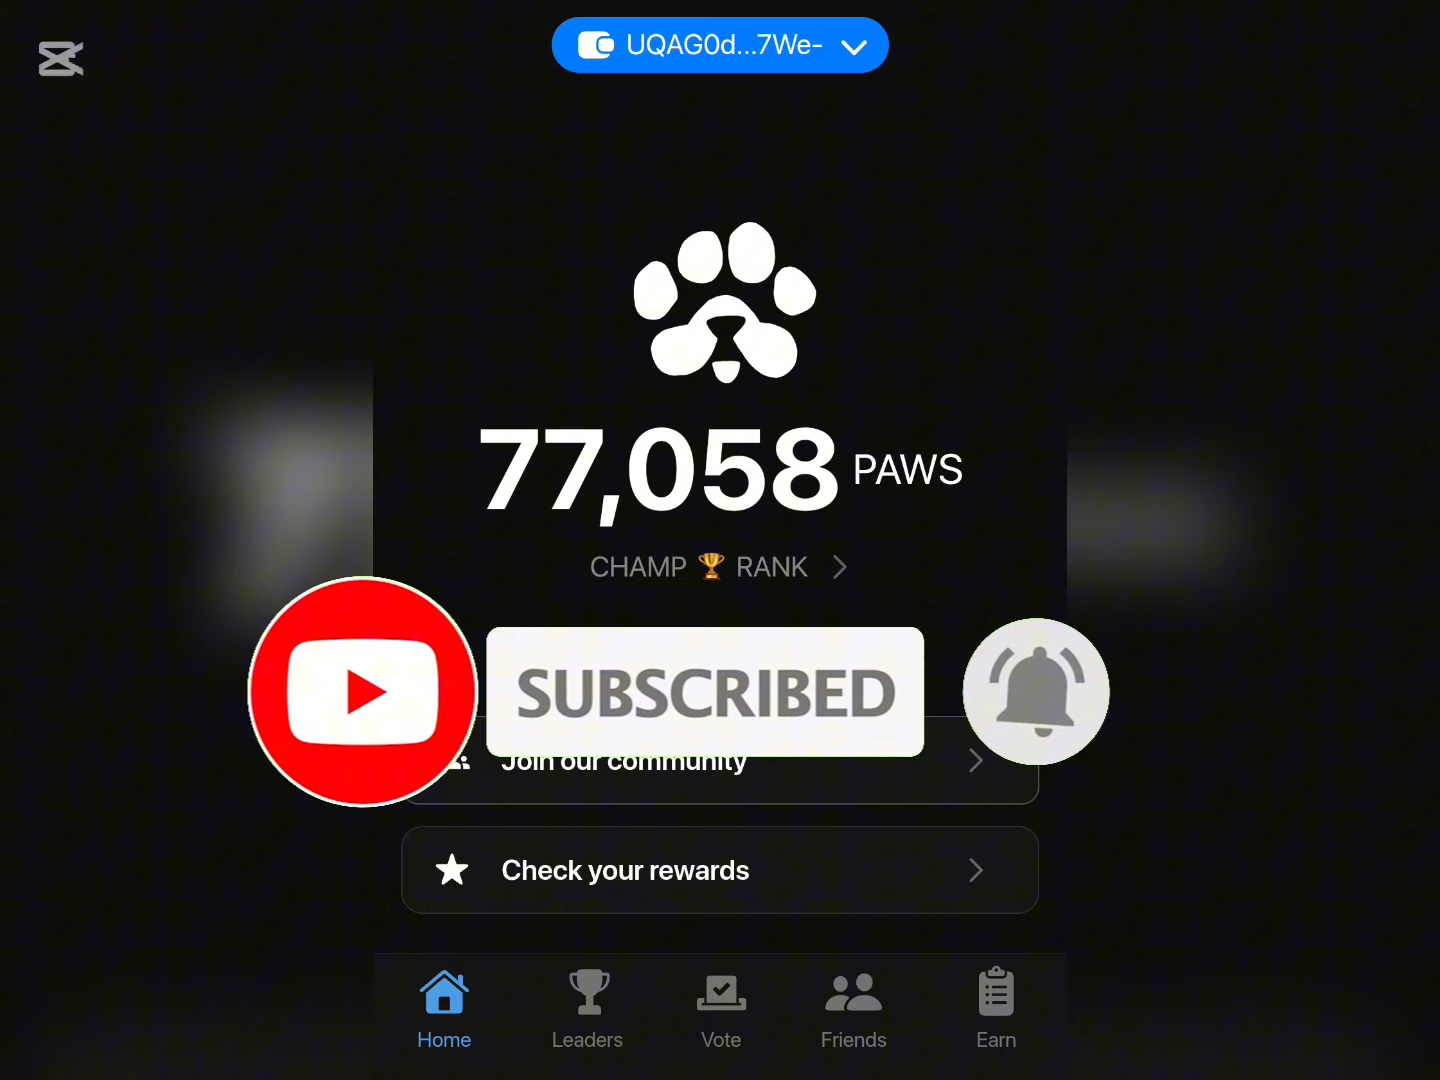 UQAG0d...7We-
77,058 PAWS
CHAMP 🏆 RANK
SUBSCRIBED
Join our community
Check your rewards
Home
Leaders
Vote
Friends
Earn